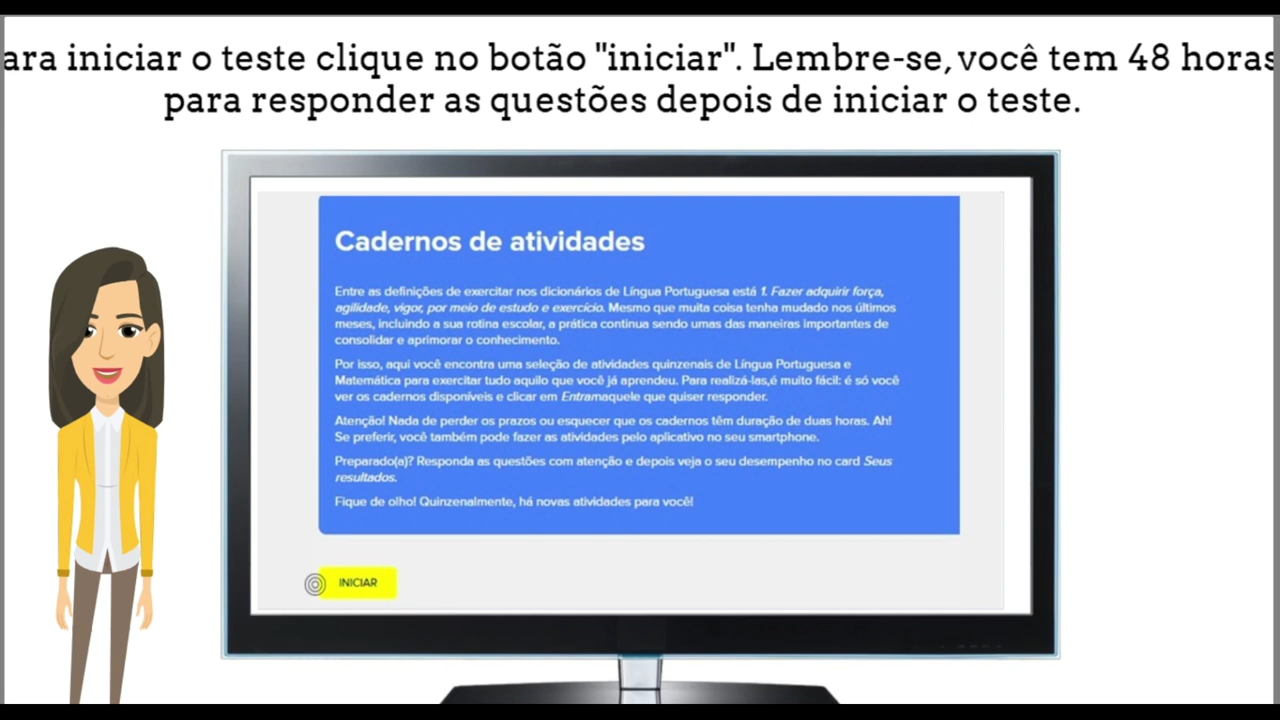 ara iniciar o teste clique no botão "iniciar". Lembre-se, você tem 48 horas
para responder as questões depois de iniciar o teste.
Cadernos de atividades
Entre as definições de exercitar nos dicionários de Língua Portuguesa está 1. Fazer adquirir força,
agilidade, vigor, por meio de estudo e exercício. Mesmo que muita coisa tenha mudado nos últimos
meses, incluindo a sua rotina escolar, a prática continua sendo umas das maneiras importantes de
consolidar e aprimorar o conhecimento.
Por isso, aqui você encontra uma seleção de atividades quinzenais de Língua Portuguesa e
Matemática para exercitar tudo aquilo que você já aprendeu. Para realizá-las,é muito fácil: é só você
ver os cadernos disponíveis e clicar em Entramaquele que quiser responder.
Atenção! Nada de perder os prazos ou esquecer que os cadernos têm duração de duas horas. Ah!
Se preferir, você também pode fazer as atividades pelo aplicativo no seu smartphone.
Preparado(a)? Responda as questões com atenção e depois veja o seu desempenho no card Seus
resultados.
Fique de olho! Quinzenalmente, há novas atividades para você!
INICIAR